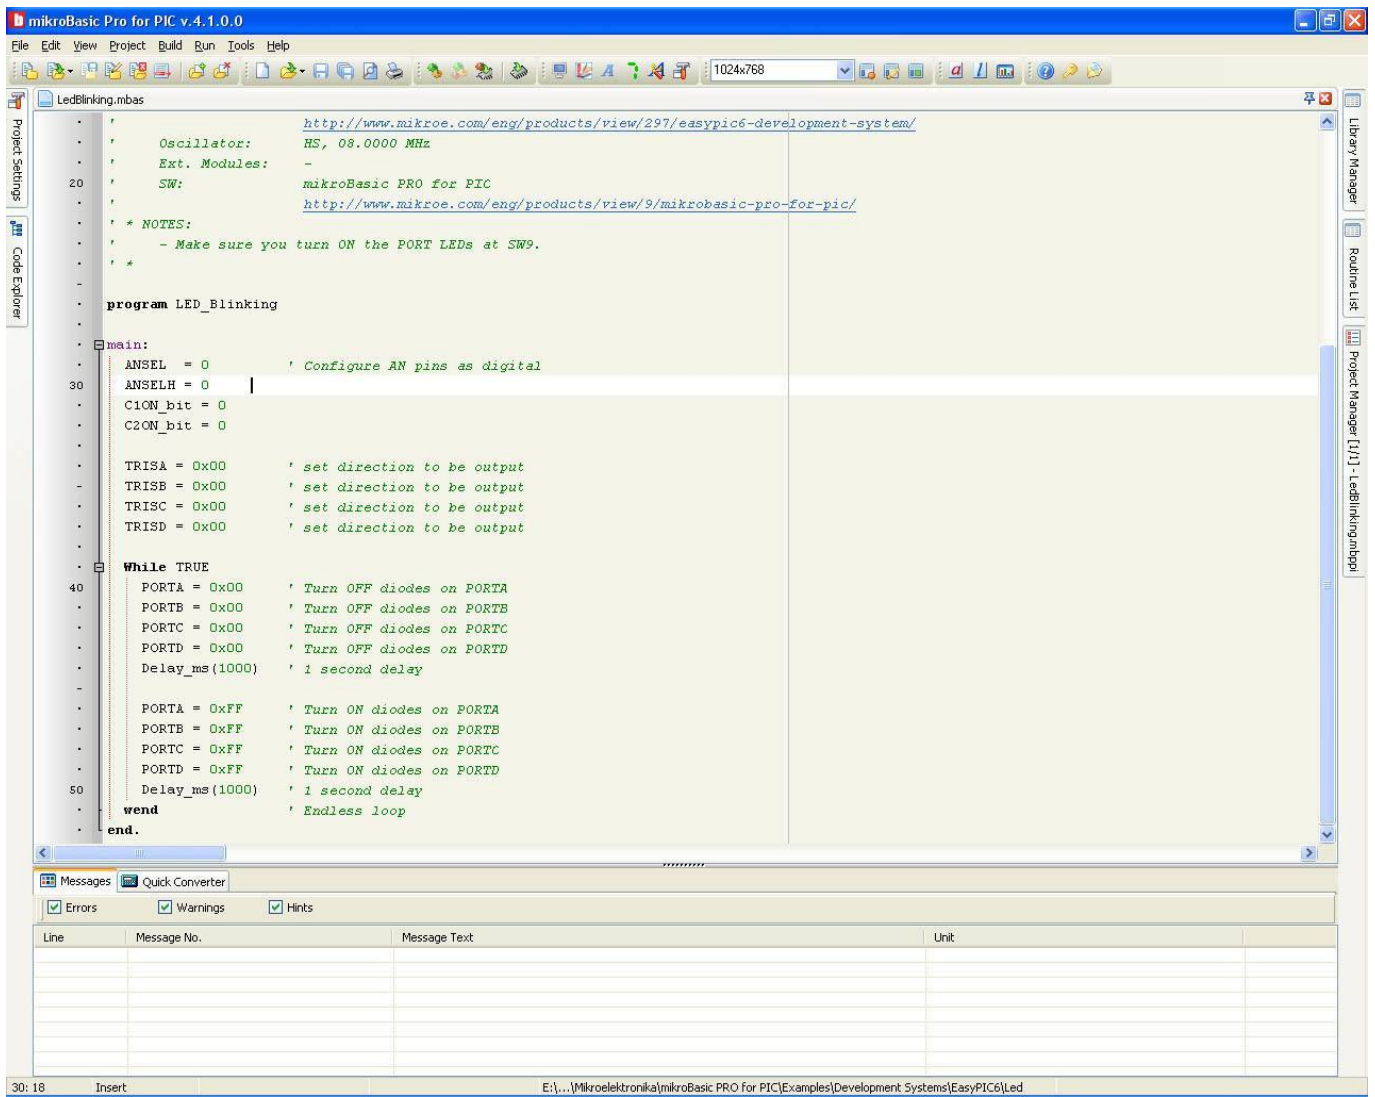 mikroBasic Pro for PIC v.4.1.0.0
File Edit View Project Build Run Tools Help
1024x768
LedBlinking.mbas
Project Settings
Code Explorer
Library Manager
Routine List
Project Manager [1/1] - LedBlinking.mbppi
' http://www.mikroe.com/eng/products/view/297/easypic6-development-system/
' Oscillator: HS, 08.0000 MHz
' Ext. Modules: -
20 ' SW: mikroBasic PRO for PIC
' http://www.mikroe.com/eng/products/view/9/mikrobasic-pro-for-pic/
' * NOTES:
' - Make sure you turn ON the PORT LEDs at SW9.
' *
program LED_Blinking
main:
ANSEL = 0 ' Configure AN pins as digital
30 ANSELH = 0
C1ON_bit = 0
C2ON_bit = 0
TRISA = 0x00 ' set direction to be output
TRISB = 0x00 ' set direction to be output
TRISC = 0x00 ' set direction to be output
TRISD = 0x00 ' set direction to be output
While TRUE
40 PORTA = 0x00 ' Turn OFF diodes on PORTA
PORTB = 0x00 ' Turn OFF diodes on PORTB
PORTC = 0x00 ' Turn OFF diodes on PORTC
PORTD = 0x00 ' Turn OFF diodes on PORTD
Delay_ms(1000) ' 1 second delay
PORTA = 0xFF ' Turn ON diodes on PORTA
PORTB = 0xFF ' Turn ON diodes on PORTB
PORTC = 0xFF ' Turn ON diodes on PORTC
PORTD = 0xFF ' Turn ON diodes on PORTD
50 Delay_ms(1000) ' 1 second delay
wend ' Endless loop
end.
Messages Quick Converter
Errors Warnings Hints
Line Message No. Message Text Unit
30: 18 Insert E:\...\Mikroelektronika\mikroBasic PRO for PIC\Examples\Development Systems\EasyPIC6\Led